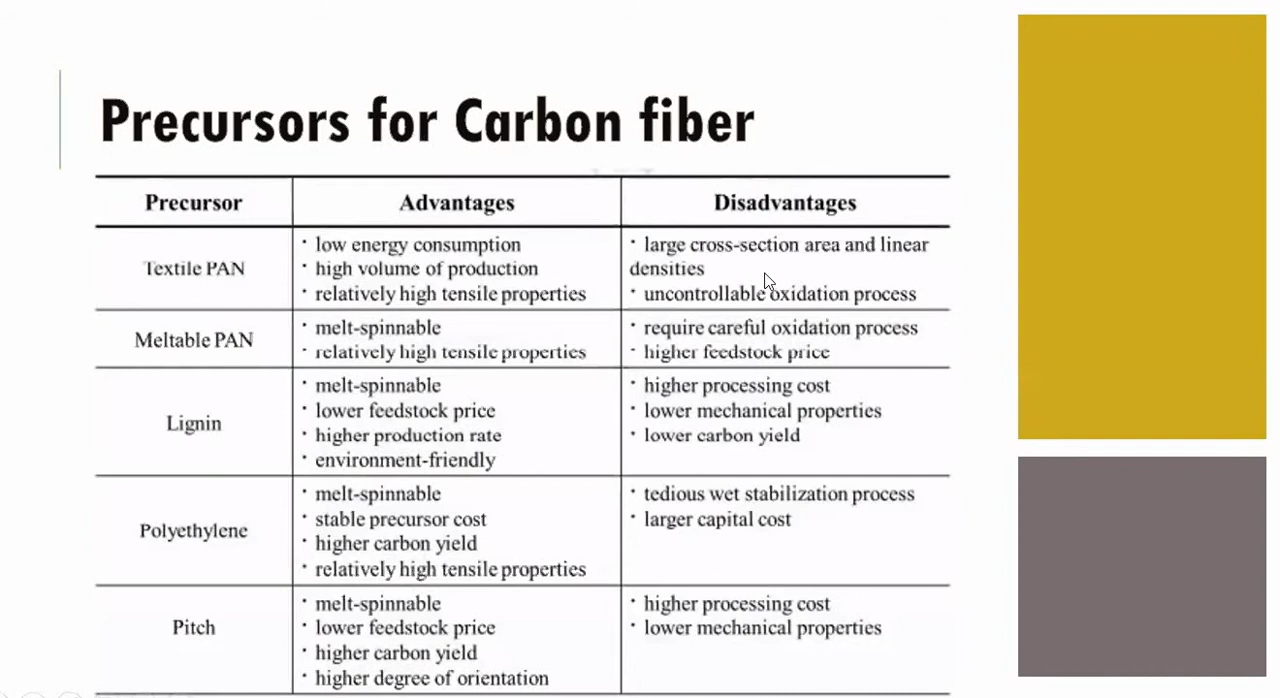 Precursors for Carbon fiber
Precursor Advantages Disadvantages
Textile PAN
· low energy consumption
· high volume of production
· relatively high tensile properties
· large cross-section area and linear
densities
· uncontrollable oxidation process
Meltable PAN
· melt-spinnable
· relatively high tensile properties
· require careful oxidation process
· higher feedstock price
Lignin
· melt-spinnable
· lower feedstock price
· higher production rate
· environment-friendly
· higher processing cost
· lower mechanical properties
· lower carbon yield
Polyethylene
· melt-spinnable
· stable precursor cost
· higher carbon yield
· relatively high tensile properties
· tedious wet stabilization process
· larger capital cost
Pitch
· melt-spinnable
· lower feedstock price
· higher carbon yield
· higher degree of orientation
· higher processing cost
· lower mechanical properties